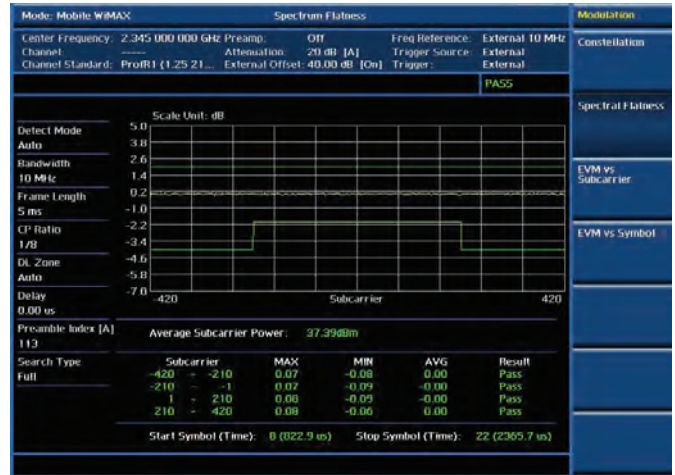 Mode: Mobile WiMAX Spectrum Flatness Modulation
Center Frequency: 2.345 000 000 GHz Preamp: Off Freq Reference: External 10 MHz
Channel: ----- Attenuation: 20 dB [A] Trigger Source: External
Channel Standard: ProfR1 (1.25 21... External Offset: 40.00 dB [On] Trigger: External
PASS
Constellation
Spectral Flatness
EVM vs
Subcarrier
EVM vs Symbol
Detect Mode
Auto
Bandwidth
10 MHz
Frame Length
5 ms
CP Ratio
1/8
DL Zone
Auto
Delay
0.00 us
Preamble Index [A]
113
Search Type
Full
Scale Unit: dB
5.0
3.8
2.6
1.4
0.2
-1.0
-2.2
-3.4
-4.6
-5.8
-7.0
-420 Subcarrier 420
Average Subcarrier Power: 37.39dBm
Subcarrier MAX MIN AVG Result
-420 ~ -210 0.07 -0.08 0.00 Pass
-210 ~ -1 0.07 -0.09 -0.00 Pass
1 ~ 210 0.08 -0.09 -0.00 Pass
210 ~ 420 0.08 -0.06 -0.00 Pass
Start Symbol (Time): 8 (822.9 us) Stop Symbol (Time): 22 (2365.7 us)